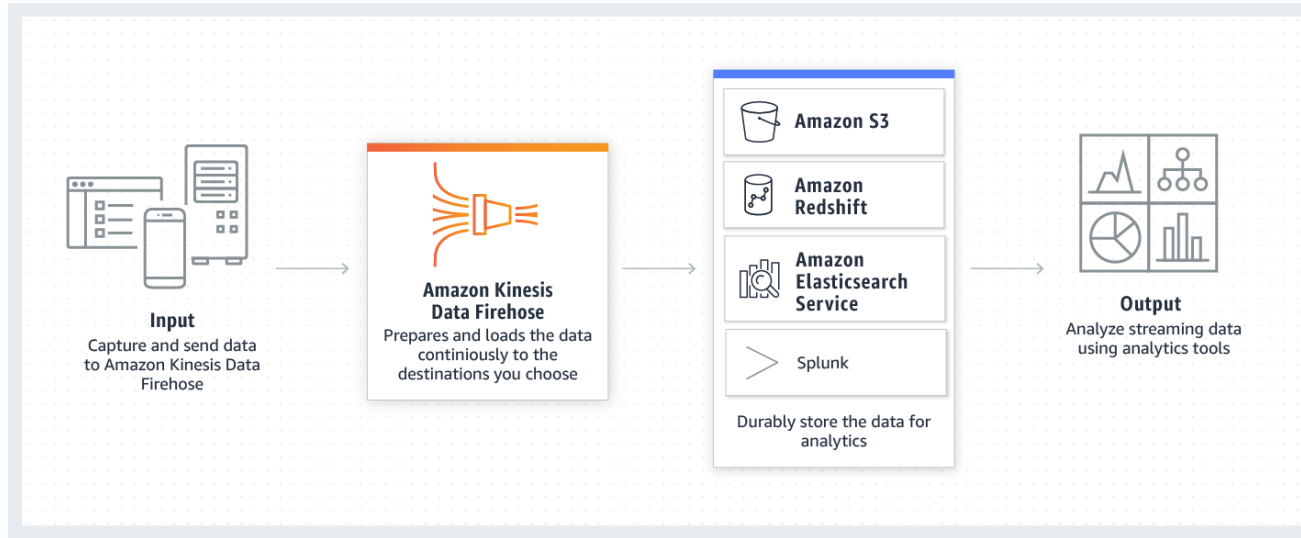 Input
Capture and send data
to Amazon Kinesis Data
Firehose
Amazon Kinesis
Data Firehose
Prepares and loads the data
continiously to the
destinations you choose
Amazon S3
Amazon
Redshift
Amazon
Elasticsearch
Service
Splunk
Durably store the data for
analytics
Output
Analyze streaming data
using analytics tools